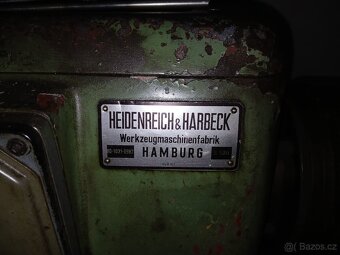 HEIDENREICH & HARBECK
Werkzeugmaschinenfabrik
HAMBURG
Bazos.cz